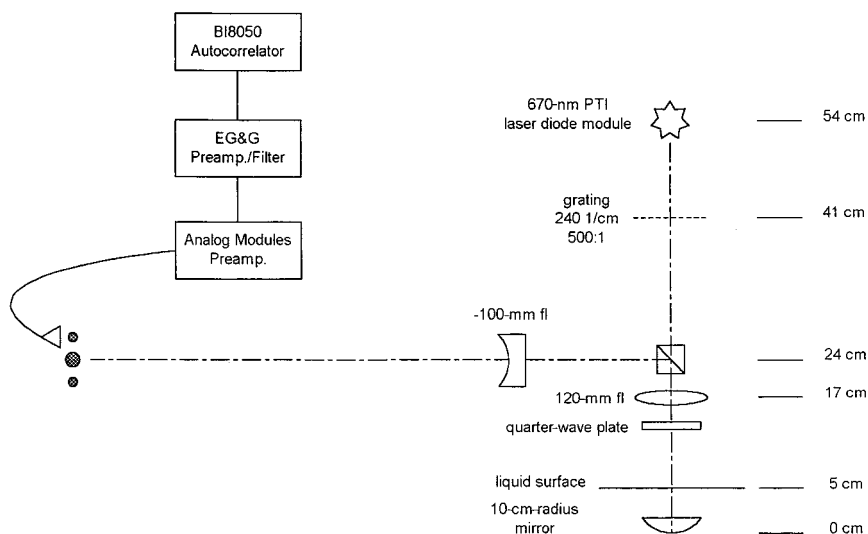 BI8050
Autocorrelator
EG&G
Preamp./Filter
Analog Modules
Preamp.
670-nm PTI
laser diode module
54 cm
grating
240 1/cm
500:1
41 cm
-100-mm fl
24 cm
120-mm fl
17 cm
quarter-wave plate
liquid surface
5 cm
10-cm-radius
mirror
0 cm